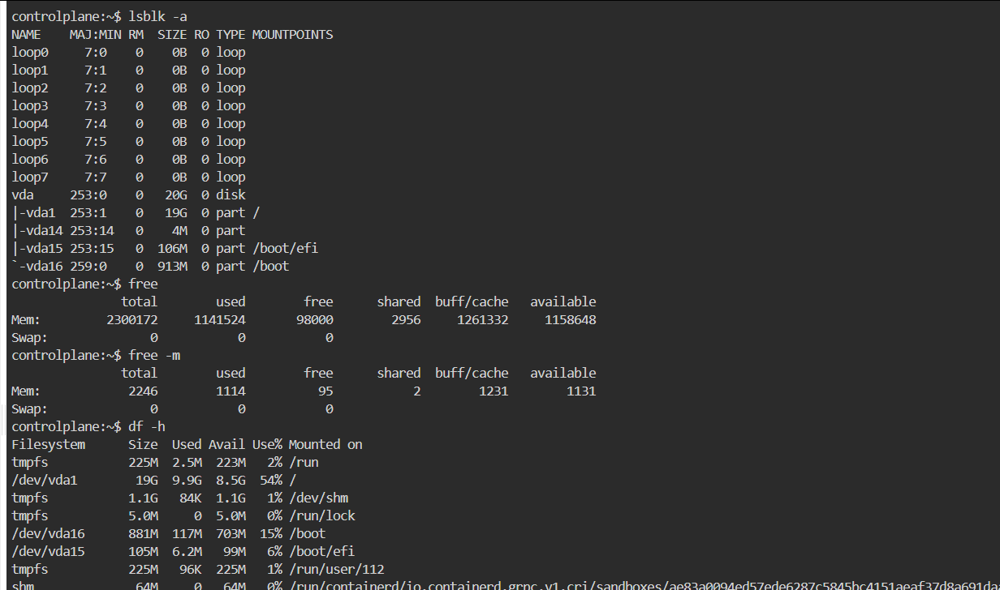 controlplane:~$ lsblk -a
NAME    MAJ:MIN RM  SIZE RO TYPE MOUNTPOINTS
loop0     7:0    0    0B  0 loop
loop1     7:1    0    0B  0 loop
loop2     7:2    0    0B  0 loop
loop3     7:3    0    0B  0 loop
loop4     7:4    0    0B  0 loop
loop5     7:5    0    0B  0 loop
loop6     7:6    0    0B  0 loop
loop7     7:7    0    0B  0 loop
vda     253:0    0   20G  0 disk
|-vda1  253:1    0   19G  0 part /
|-vda14 253:14   0    4M  0 part
|-vda15 253:15   0  106M  0 part /boot/efi
`-vda16 259:0    0  913M  0 part /boot
controlplane:~$ free
               total        used        free      shared  buff/cache   available
Mem:         2300172     1141524       98000        2956     1261332     1158648
Swap:              0           0           0
controlplane:~$ free -m
               total        used        free      shared  buff/cache   available
Mem:            2246        1114          95           2        1231        1131
Swap:              0           0           0
controlplane:~$ df -h
Filesystem      Size  Used Avail Use% Mounted on
tmpfs           225M  2.5M  223M   2% /run
/dev/vda1        19G  9.9G  8.5G  54% /
tmpfs           1.1G   84K  1.1G   1% /dev/shm
tmpfs           5.0M     0  5.0M   0% /run/lock
/dev/vda16      881M  117M  703M  15% /boot
/dev/vda15      105M  6.2M   99M   6% /boot/efi
tmpfs           225M   96K  225M   1% /run/user/112
shm              64M     0   64M   0% /run/containerd/io.containerd.grpc.v1.cri/sandboxes/ae83a0094ed57ede6287c5845bc4151aeaf37d8a691da